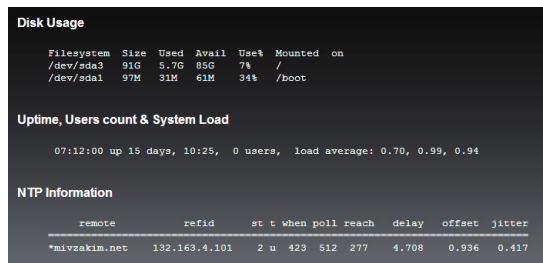 Disk Usage
Filesystem Size Used Avail Use% Mounted on
/dev/sda3 91G 5.7G 85G 7% /
/dev/sda1 97M 31M 61M 34% /boot
Uptime, Users count & System Load
07:12:00 up 15 days, 10:25, 0 users, load average: 0.70, 0.99, 0.94
NTP Information
remote refid st t when poll reach delay offset jitter
*mivzakim.net 132.163.4.101 2 u 423 512 277 4.708 0.936 0.417